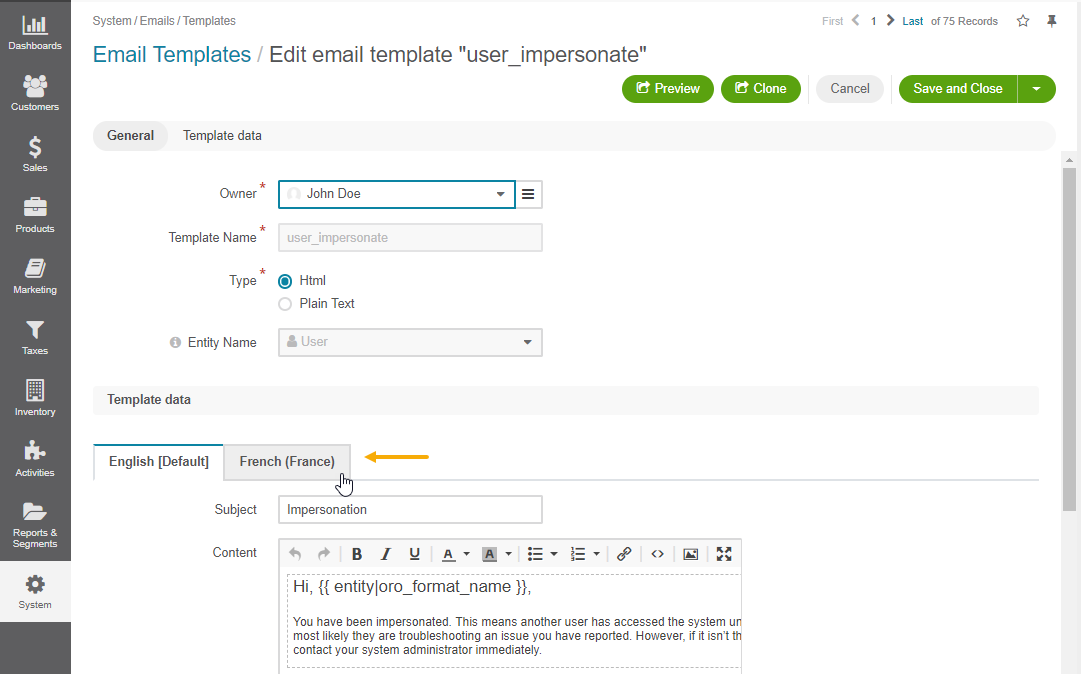 Dashboards
Customers
Sales
Products
Marketing
Taxes
Inventory
Activities
Reports &
Segments
System
System / Emails / Templates
First 1 Last of 75 Records
Email Templates / Edit email template "user_impersonate"
Preview Clone Cancel Save and Close
General Template data
Owner * John Doe
Template Name * user_impersonate
Type * Html
Plain Text
Entity Name User
Template data
English [Default] French (France)
Subject Impersonation
Content
B I U A A
Hi, {{ entity|oro_format_name }},
You have been impersonated. This means another user has accessed the system un
most likely they are troubleshooting an issue you have reported. However, if it isn't th
contact your system administrator immediately.